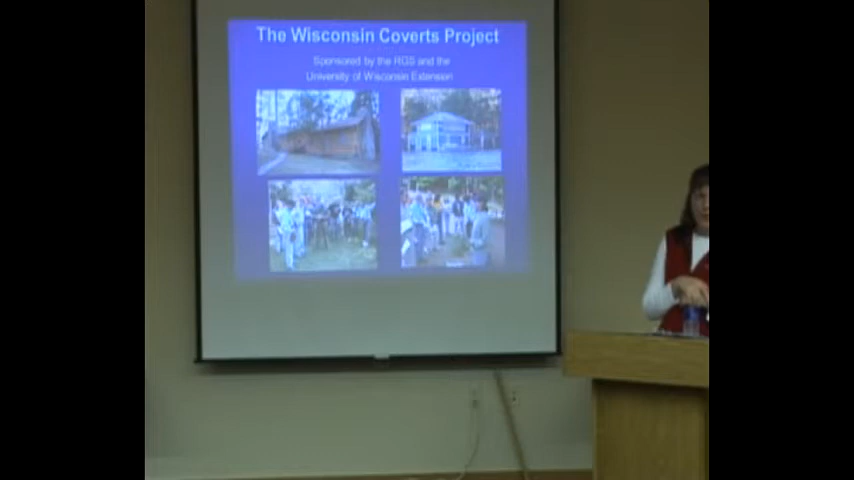 The Wisconsin Coverts Project
Sponsored by the RGS and the
University of Wisconsin Extension